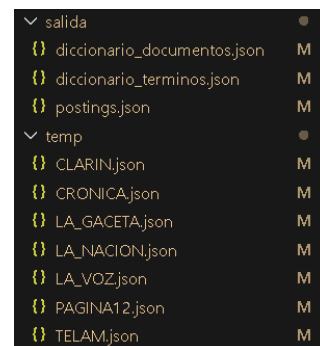 salida
{} diccionario_documentos.json M
{} diccionario_terminos.json M
{} postings.json M
temp
{} CLARIN.json M
{} CRONICA.json M
{} LA_GACETA.json M
{} LA_NACION.json M
{} LA_VOZ.json M
{} PAGINA12.json M
{} TELAM.json M